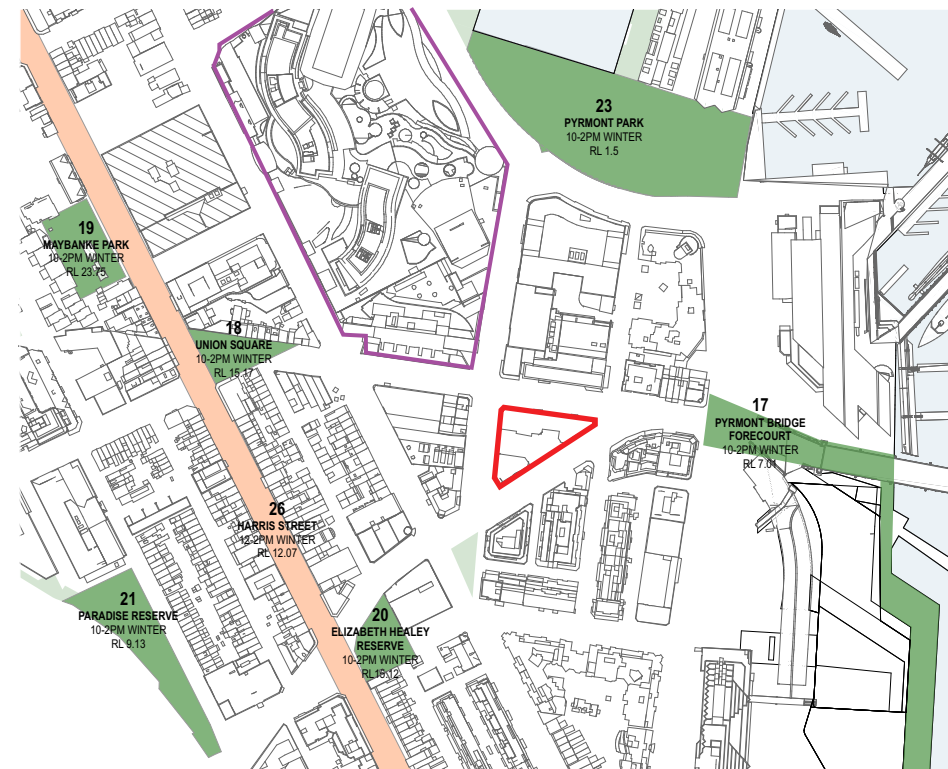 23
PYRMONT PARK
10-2PM WINTER
RL 1.5
19
MAYBANKE PARK
10-2PM WINTER
RL 23.75
18
UNION SQUARE
10-2PM WINTER
RL 15.17
17
PYRMONT BRIDGE
FORECOURT
10-2PM WINTER
RL 7.01
26
HARRIS STREET
12-2PM WINTER
RL 12.07
21
PARADISE RESERVE
10-2PM WINTER
RL 9.13
20
ELIZABETH HEALEY
RESERVE
10-2PM WINTER
RL16.12